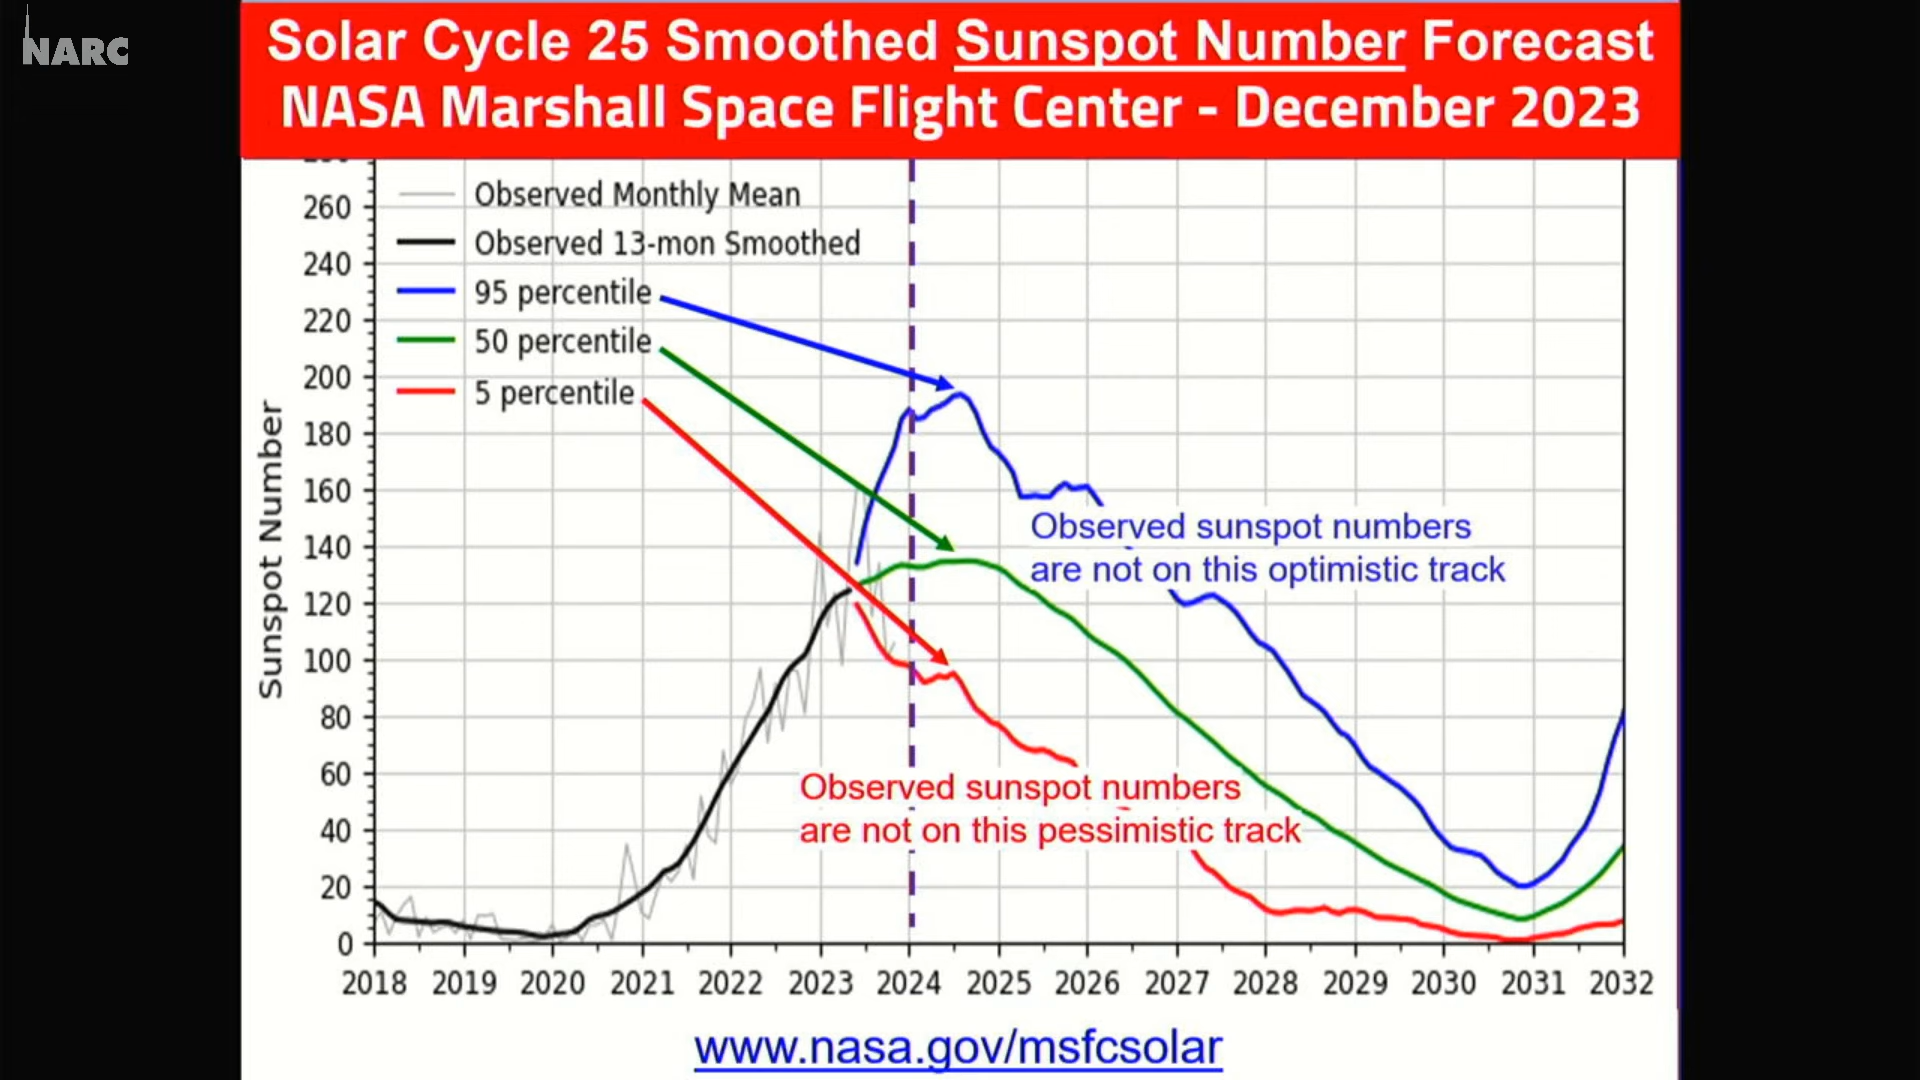 NARC
Solar Cycle 25 Smoothed Sunspot Number Forecast
NASA Marshall Space Flight Center - December 2023
Observed Monthly Mean
Observed 13-mon Smoothed
95 percentile
50 percentile
5 percentile
260
240
220
200
180
160
140
120
100
80
60
40
20
0
Sunspot Number
Observed sunspot numbers
are not on this optimistic track
Observed sunspot numbers
are not on this pessimistic track
2018 2019 2020 2021 2022 2023 2024 2025 2026 2027 2028 2029 2030 2031 2032
www.nasa.gov/msfcsolar